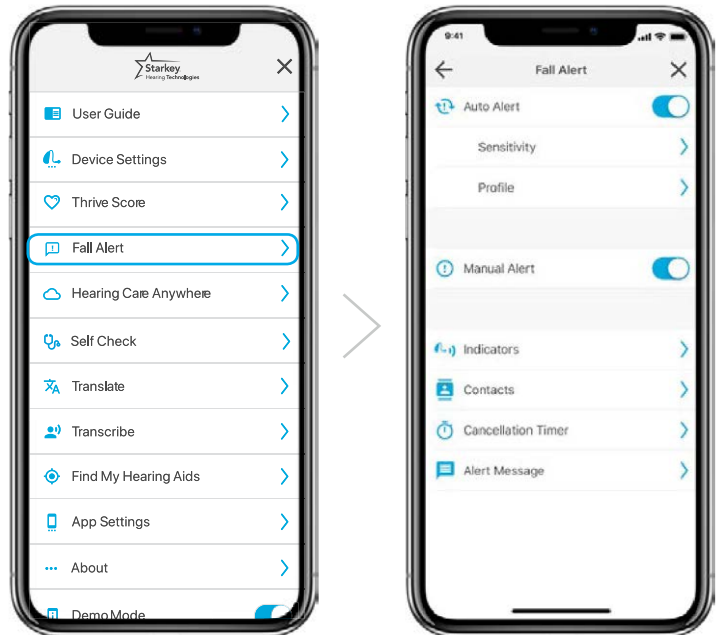 Starkey
Hearing Technologies
User Guide
Device Settings
Thrive Score
Fall Alert
Hearing Care Anywhere
Self Check
Translate
Transcribe
Find My Hearing Aids
App Settings
About
Demo Mode
9:41
Fall Alert
Auto Alert
Sensitivity
Profile
Manual Alert
Indicators
Contacts
Cancellation Timer
Alert Message